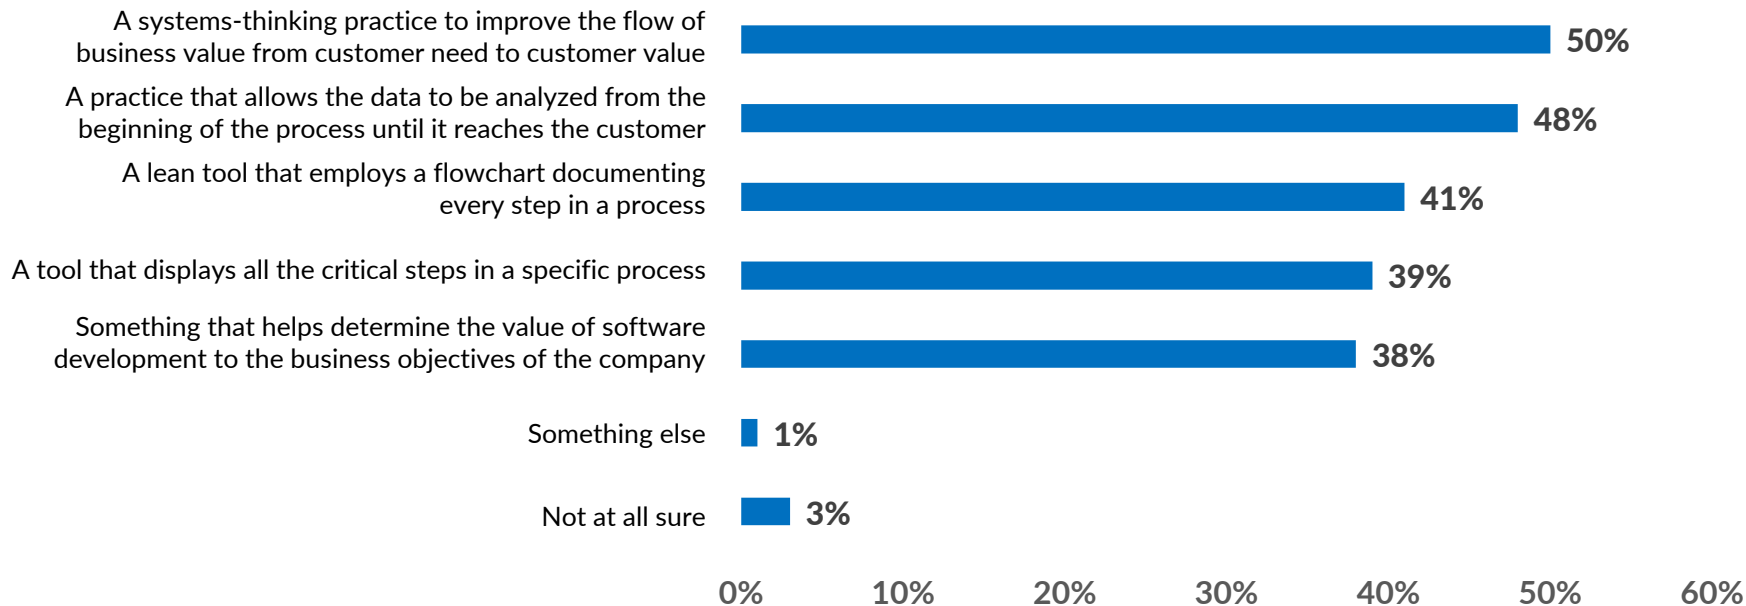 A systems-thinking practice to improve the flow of
business value from customer need to customer value
50%
A practice that allows the data to be analyzed from the
beginning of the process until it reaches the customer
48%
A lean tool that employs a flowchart documenting
every step in a process
41%
A tool that displays all the critical steps in a specific process
39%
Something that helps determine the value of software
development to the business objectives of the company
38%
Something else
1%
Not at all sure
3%
0% 10% 20% 30% 40% 50% 60%